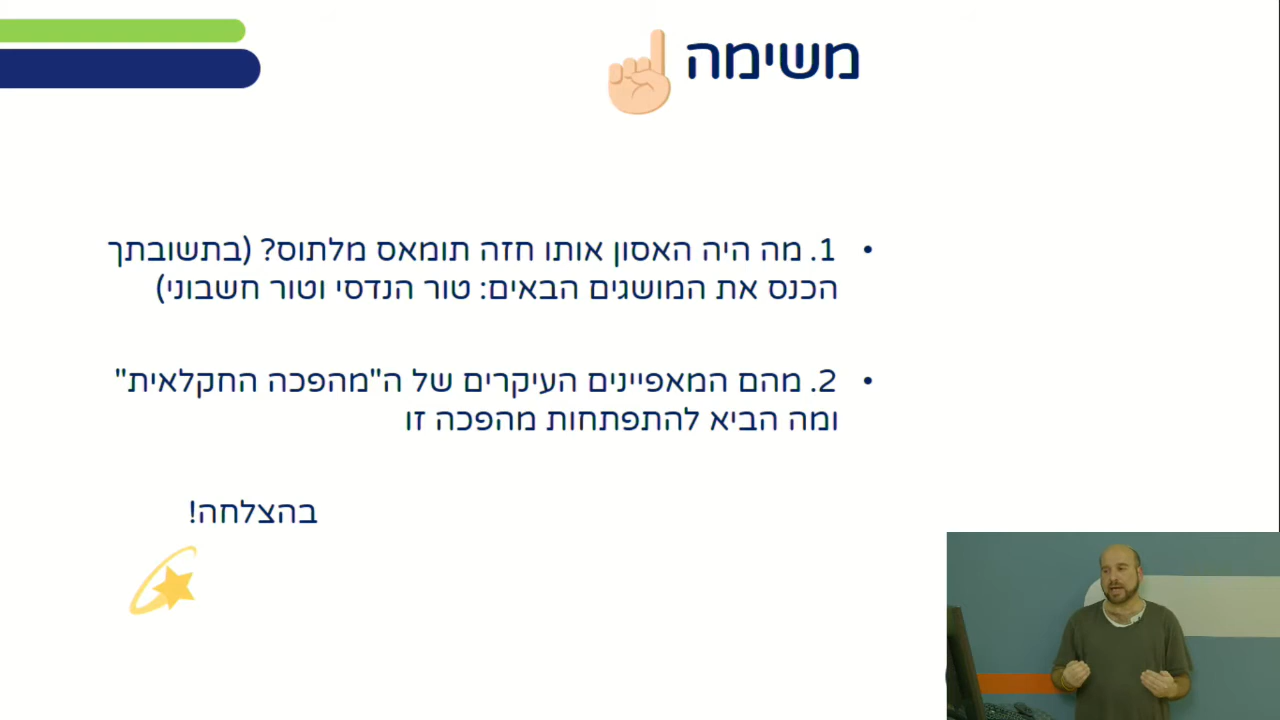 משימה
• 1. מה היה האסון אותו חזה תומאס מלתוס? (בתשובתך
הכנס את המושגים הבאים: טור הנדסי וטור חשבוני)
• 2. מהם המאפיינים העיקרים של ה"מהפכה החקלאית"
ומה הביא להתפתחות מהפכה זו
בהצלחה!